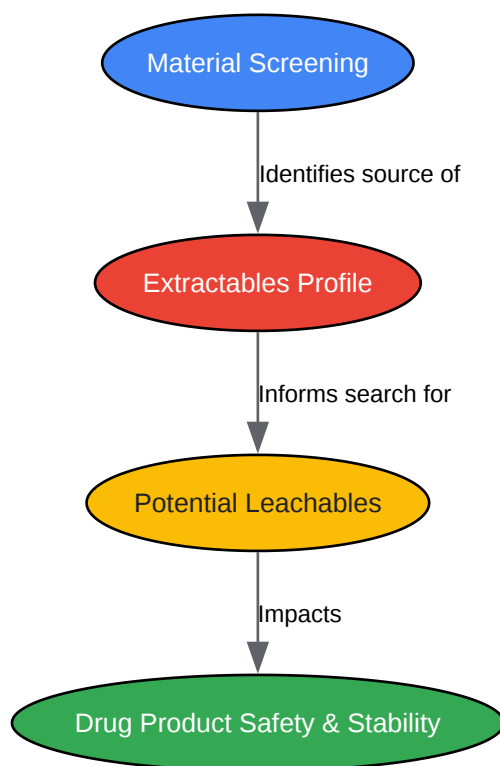 Material Screening
Identifies source of
Extractables Profile
Informs search for
Potential Leachables
Impacts
Drug Product Safety & Stability